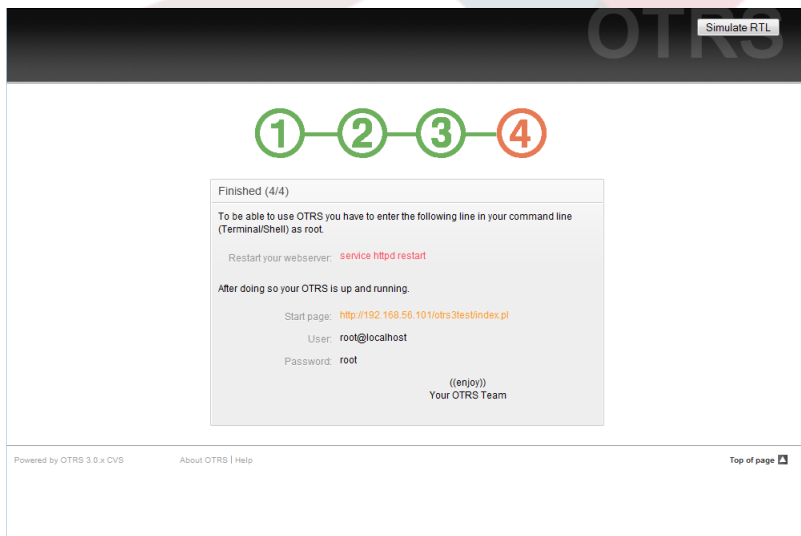 OTRS
Simulate RTL
1 2 3 4
Finished (4/4)
To be able to use OTRS you have to enter the following line in your command line
(Terminal/Shell) as root.
Restart your webserver: service httpd restart
After doing so your OTRS is up and running.
Start page: http://192.168.56.101/otrs3test/index.pl
User: root@localhost
Password: root
((enjoy))
Your OTRS Team
Powered by OTRS 3.0.x CVS About OTRS | Help Top of page